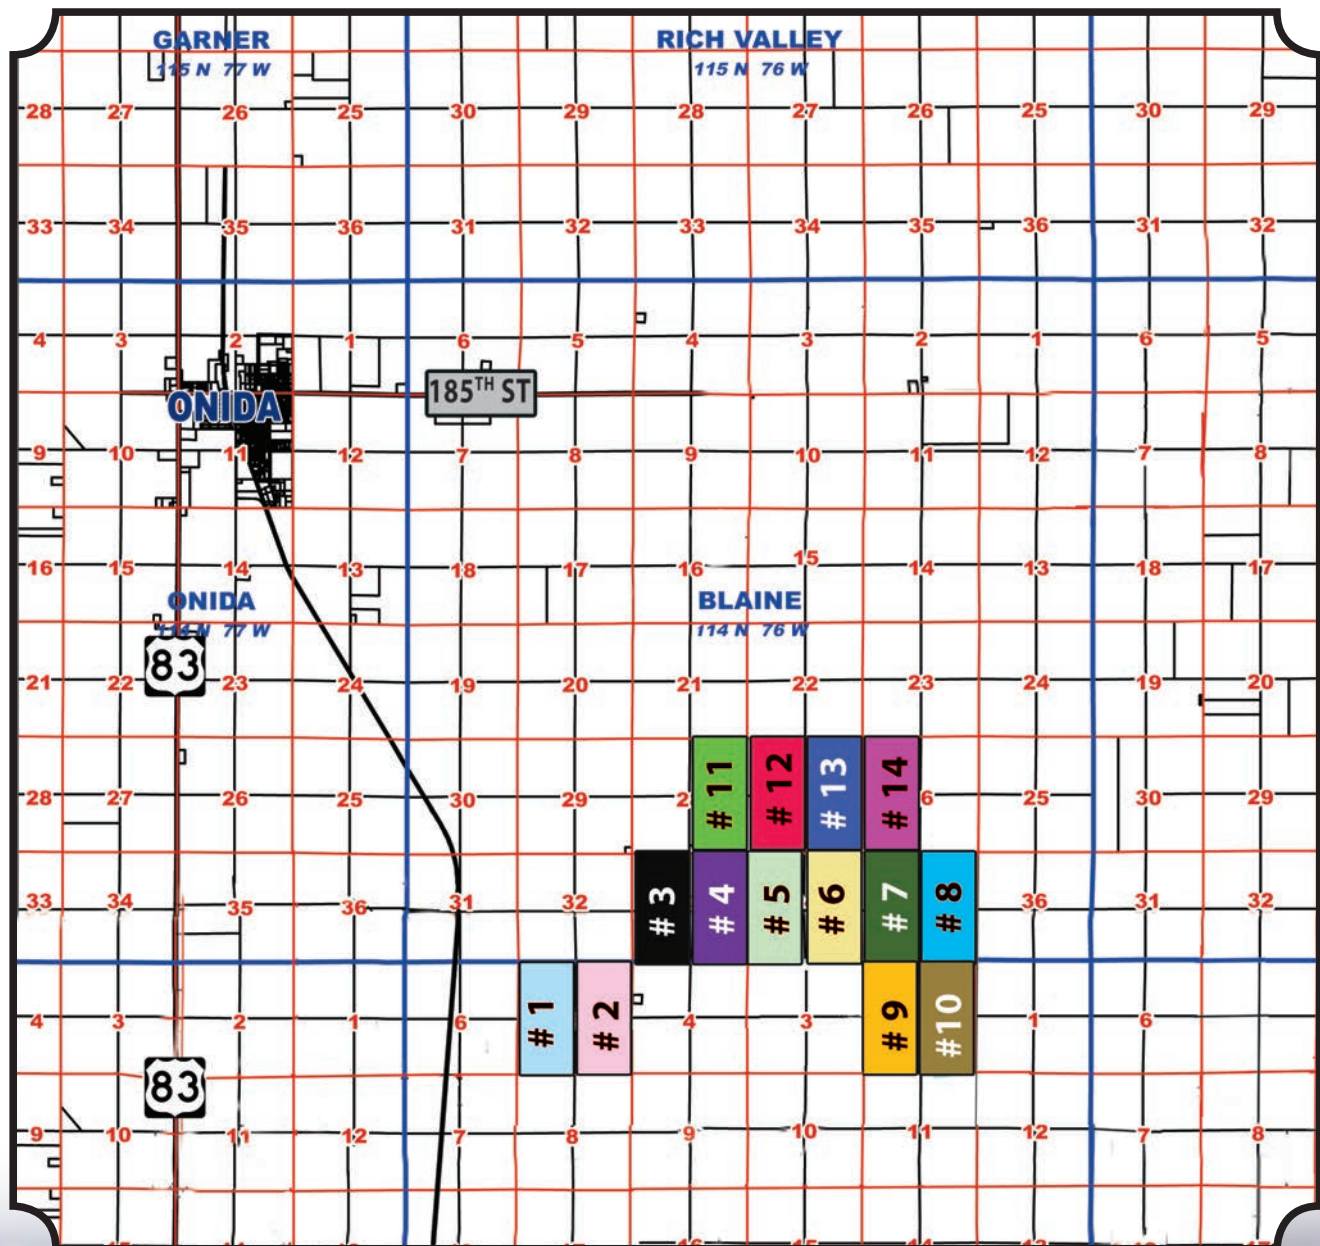 GARNER RICH VALLEY
115 N 77 W 115 N 76 W
28 27 26 25 30 29 28 27 26 25 30 29
33 34 35 36 31 32 33 34 35 36 31 32
4 3 2 1 6 5 4 3 2 1 6 5
185TH ST
ONIDA
9 10 11 12 7 8 9 10 11 12 7 8
16 15 14 13 18 17 16 15 14 13 18 17
ONIDA BLAINE
114 N 77 W 114 N 76 W
83
21 22 23 24 19 20 21 22 23 24 19 20
# 11 # 12 # 13 # 14
28 27 26 25 30 29 2 6 25 30 29
33 34 35 36 31 32 # 3 # 4 # 5 # 6 # 7 # 8 36 31 32
# 1 # 2 # 9 #10
4 3 2 1 6 4 3 1 6
83
9 10 11 12 7 8 9 10 11 12 7 8